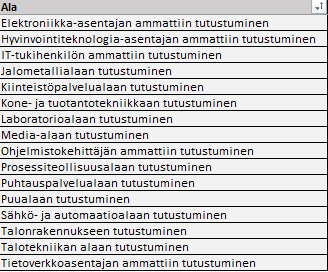 Ala
Elektroniikka-asentajan ammattiin tutustuminen
Hyvinvointiteknologia-asentajan ammattiin tutustuminen
IT-tukihenkilön ammattiin tutustuminen
Jalometallialaan tutustuminen
Kiinteistöpalvelualaan tutustuminen
Kone- ja tuotantotekniikkaan tutustuminen
Laboratorioalaan tutustuminen
Media-alaan tutustuminen
Ohjelmistokehittäjän ammattiin tutustuminen
Prosessiteollisuusalaan tutustuminen
Puhtauspalvelualaan tutustuminen
Puualaan tutustuminen
Sähkö- ja automaatioalaan tutustuminen
Talonrakennukseen tutustuminen
Talotekniikan alaan tutustuminen
Tietoverkkoasentajan ammattiin tutustuminen